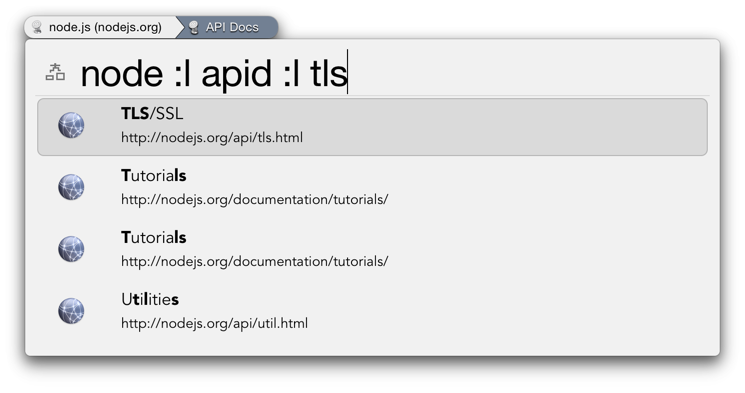 node.js (nodejs.org) API Docs
node :l apid :l tls
TLS/SSL
http://nodejs.org/api/tls.html
Tutorials
http://nodejs.org/documentation/tutorials/
Tutorials
http://nodejs.org/documentation/tutorials/
Utilities
http://nodejs.org/api/util.html